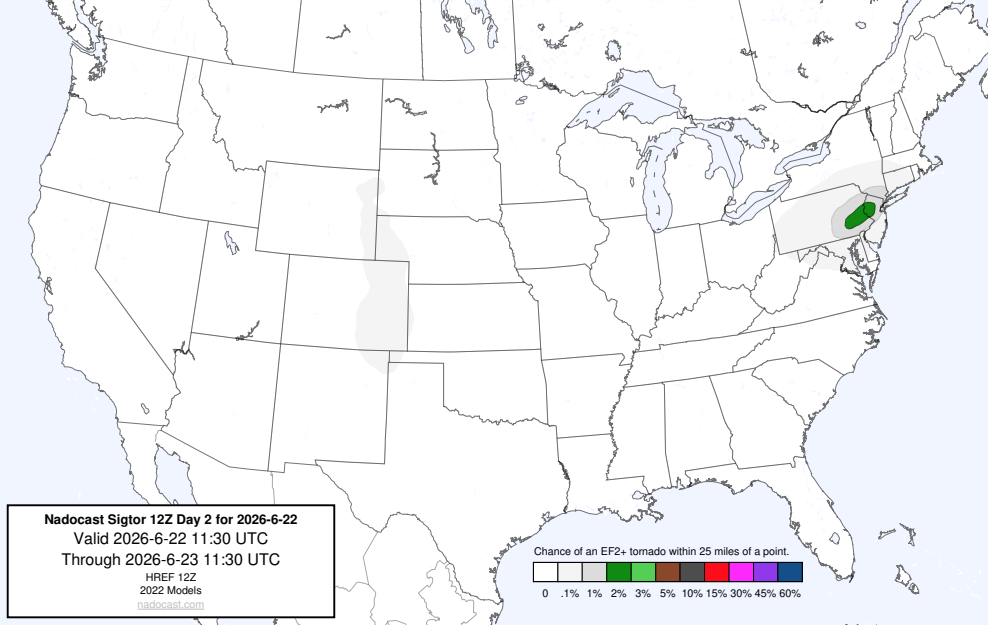 Nadocast Sigtor 12Z Day 2 for 2026-6-22
Valid 2026-6-22 11:30 UTC
Through 2026-6-23 11:30 UTC
HREF 12Z
2022 Models
nadocast.com
Chance of an EF2+ tornado within 25 miles of a point.
0 .1% 1% 2% 3% 5% 10% 15% 30% 45% 60%